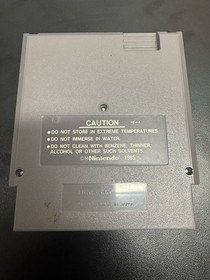 CAUTION
• DO NOT STORE IN EXTREME TEMPERATURES.
• DO NOT IMMERSE IN WATER.
• DO NOT CLEAN WITH BENZENE, THINNER,
ALCOHOL OR OTHER SUCH SOLVENTS.
©Nintendo 1985